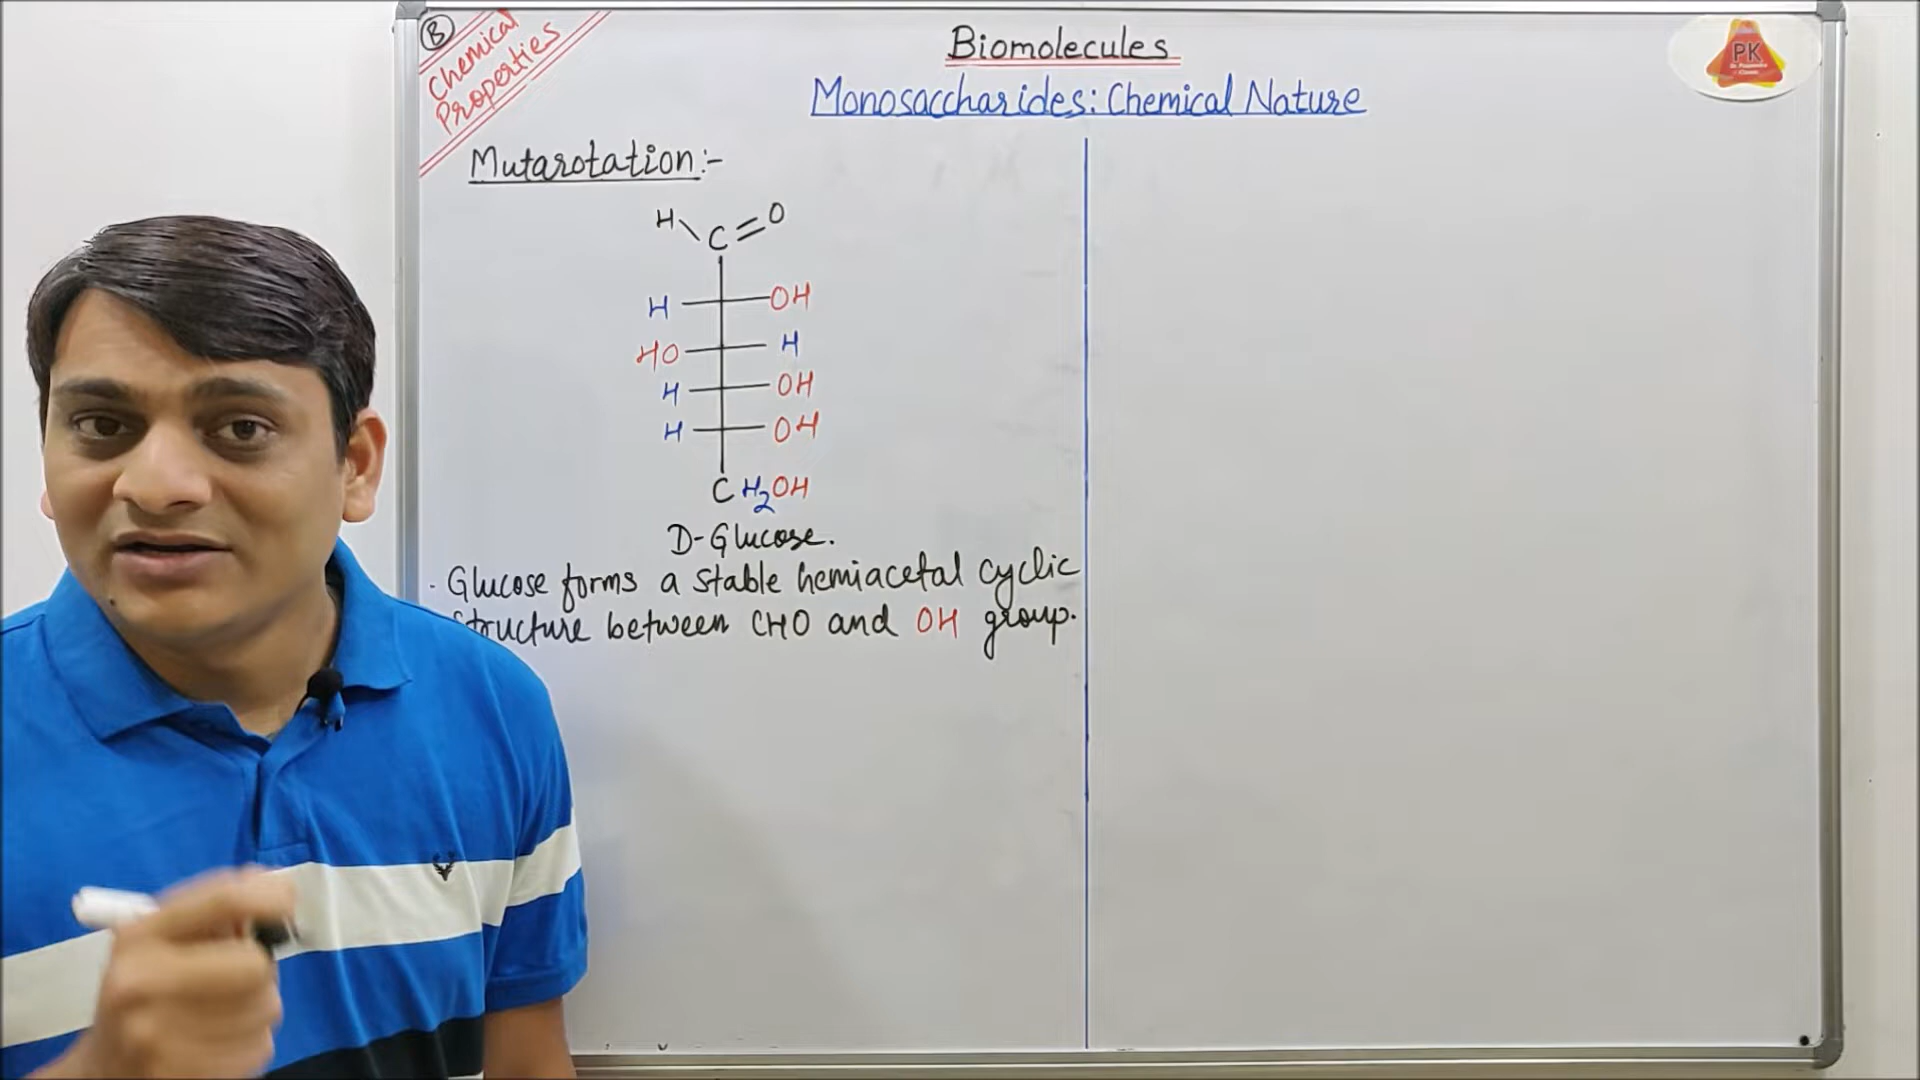 B
Chemical
Properties
Biomolecules
Monosaccharides: Chemical Nature
PK
Mutarotation:-
H C O
H OH
HO H
H OH
H OH
CH2OH
D-Glucose.
. Glucose forms a stable hemiacetal cyclic
structure between CHO and OH group.